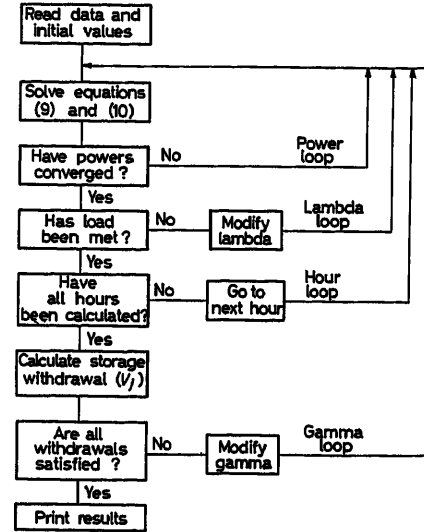 Read data and
initial values
Solve equations
(9) and (10)
Have powers
converged ?
No
Power
loop
Yes
Has load
been met ?
No
Modify
lambda
Lambda
loop
Yes
Have
all hours
been calculated?
No
Go to
next hour
Hour
loop
Yes
Calculate storage
withdrawal (Vj)
Are all
withdrawals
satisfied ?
No
Modify
gamma
Gamma
loop
Yes
Print results